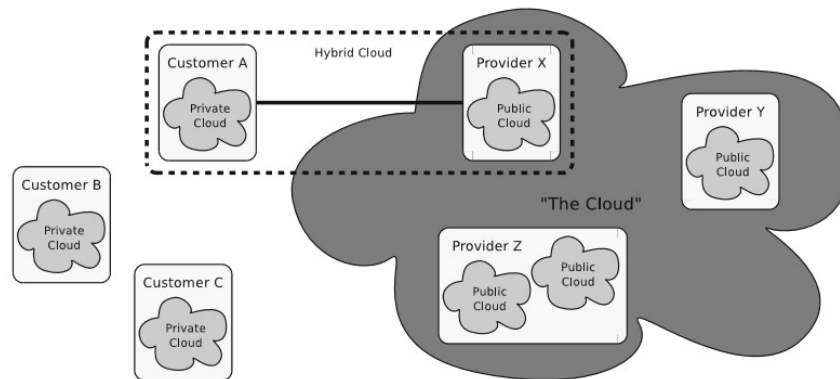 Hybrid Cloud
Customer A
Private
Cloud
Provider X
Public
Cloud
Provider Y
Public
Cloud
Customer B
Private
Cloud
"The Cloud"
Provider Z
Public
Cloud
Public
Cloud
Customer C
Private
Cloud